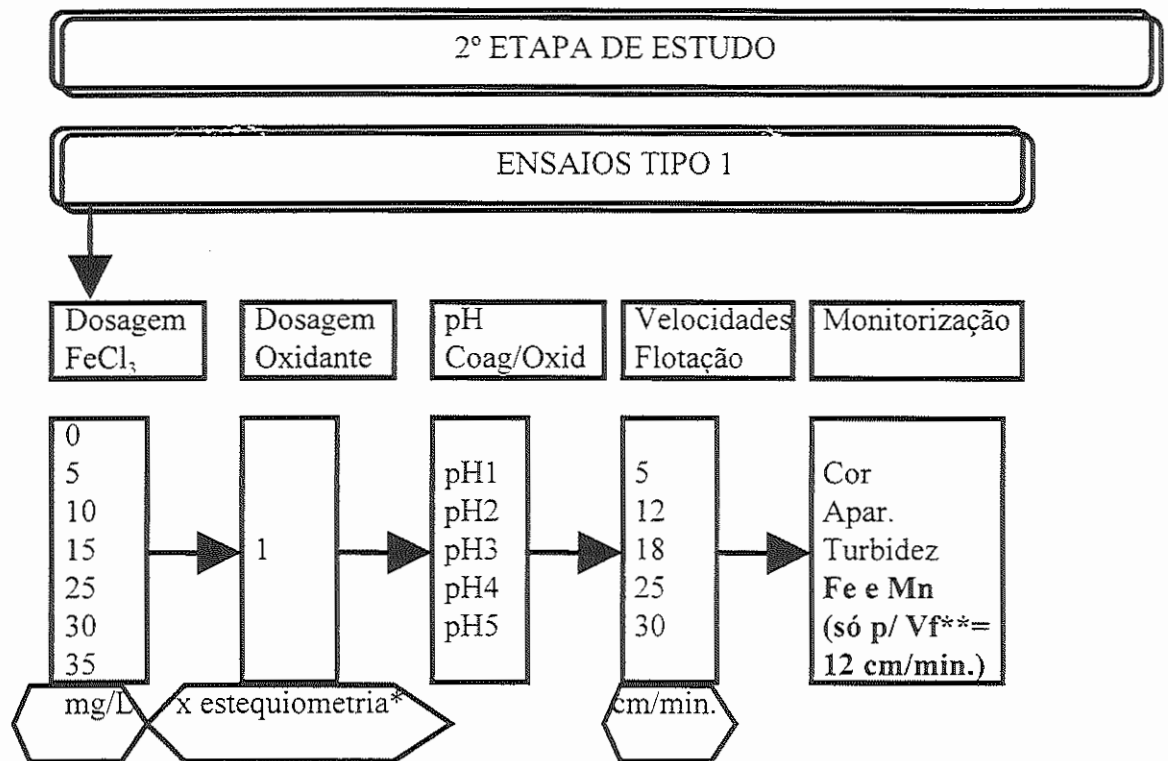 2º ETAPA DE ESTUDO
ENSAIOS TIPO 1
Dosagem
FeCl₃
Dosagem
Oxidante
pH
Coag/Oxid
Velocidades
Flotação
Monitorização
0
5
10
15
25
30
35
mg/L
1
x estequiometria*
pH1
pH2
pH3
pH4
pH5
5
12
18
25
30
cm/min.
Cor
Apar.
Turbidez
Fe e Mn
(só p/ Vf**=
12 cm/min.)